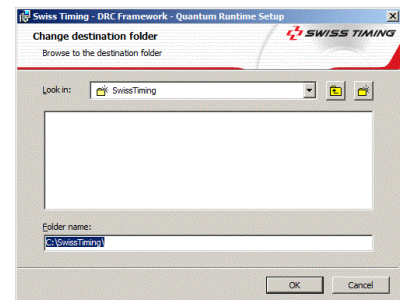 Swiss Timing - DRC Framework - Quantum Runtime Setup
Change destination folder
SWISS TIMING
Browse to the destination folder
Look in:
SwissTiming
Folder name:
C:\SwissTiming\
OK
Cancel